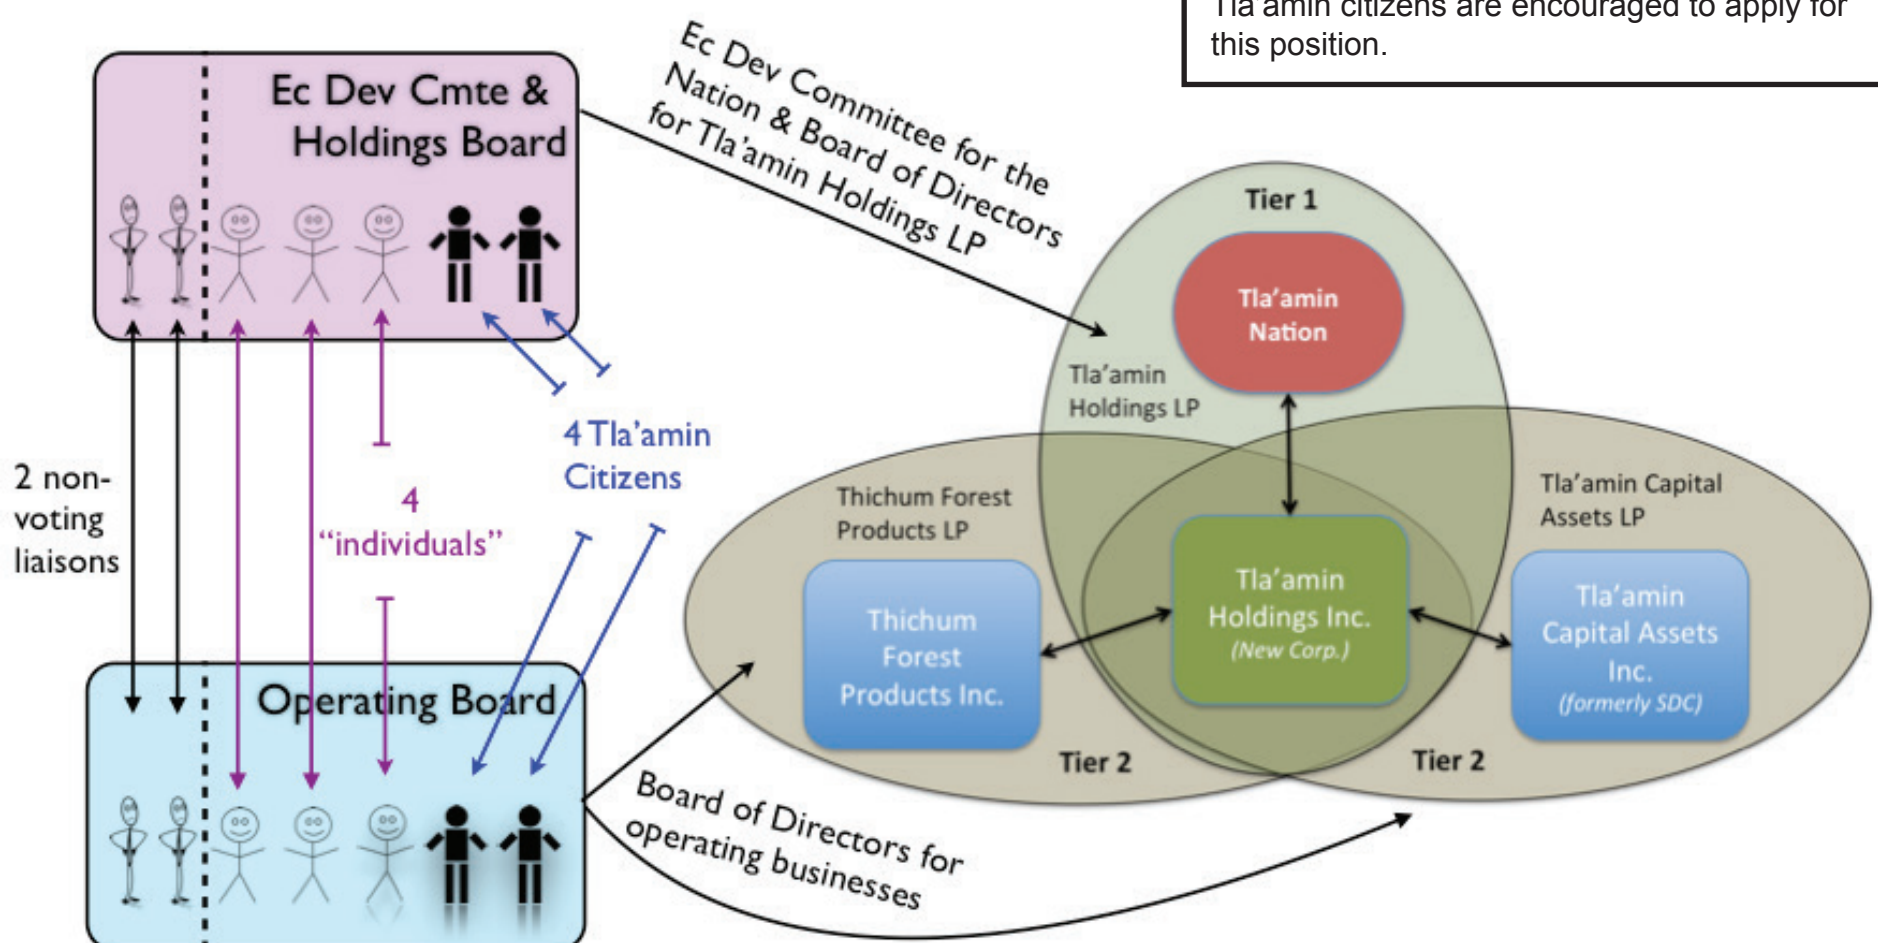 Tla'amin citizens are encouraged to apply for
this position.
Ec Dev Cmte &
Holdings Board
Ec Dev Committee for the
Nation & Board of Directors
for Tla'amin Holdings LP
2 non-
voting
liaisons
4
“individuals”
4 Tla'amin
Citizens
Operating Board
Board of Directors for
operating businesses
Tier 1
Tla'amin
Nation
Tla'amin
Holdings LP
Thichum Forest
Products LP
Tla'amin Capital
Assets LP
Thichum
Forest
Products Inc.
Tla'amin
Holdings Inc.
(New Corp.)
Tla'amin
Capital Assets
Inc.
(formerly SDC)
Tier 2
Tier 2